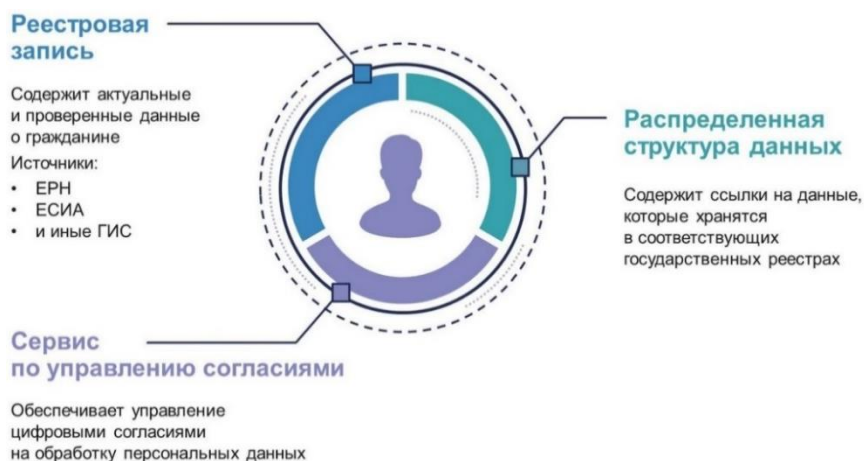 Реестровая
запись
Содержит актуальные
и проверенные данные
о гражданине
Источники:
• ЕРН
• ЕСИА
• и иные ГИС
Распределенная
структура данных
Содержит ссылки на данные,
которые хранятся
в соответствующих
государственных реестрах
Сервис
по управлению согласиями
Обеспечивает управление
цифровыми согласиями
на обработку персональных данных